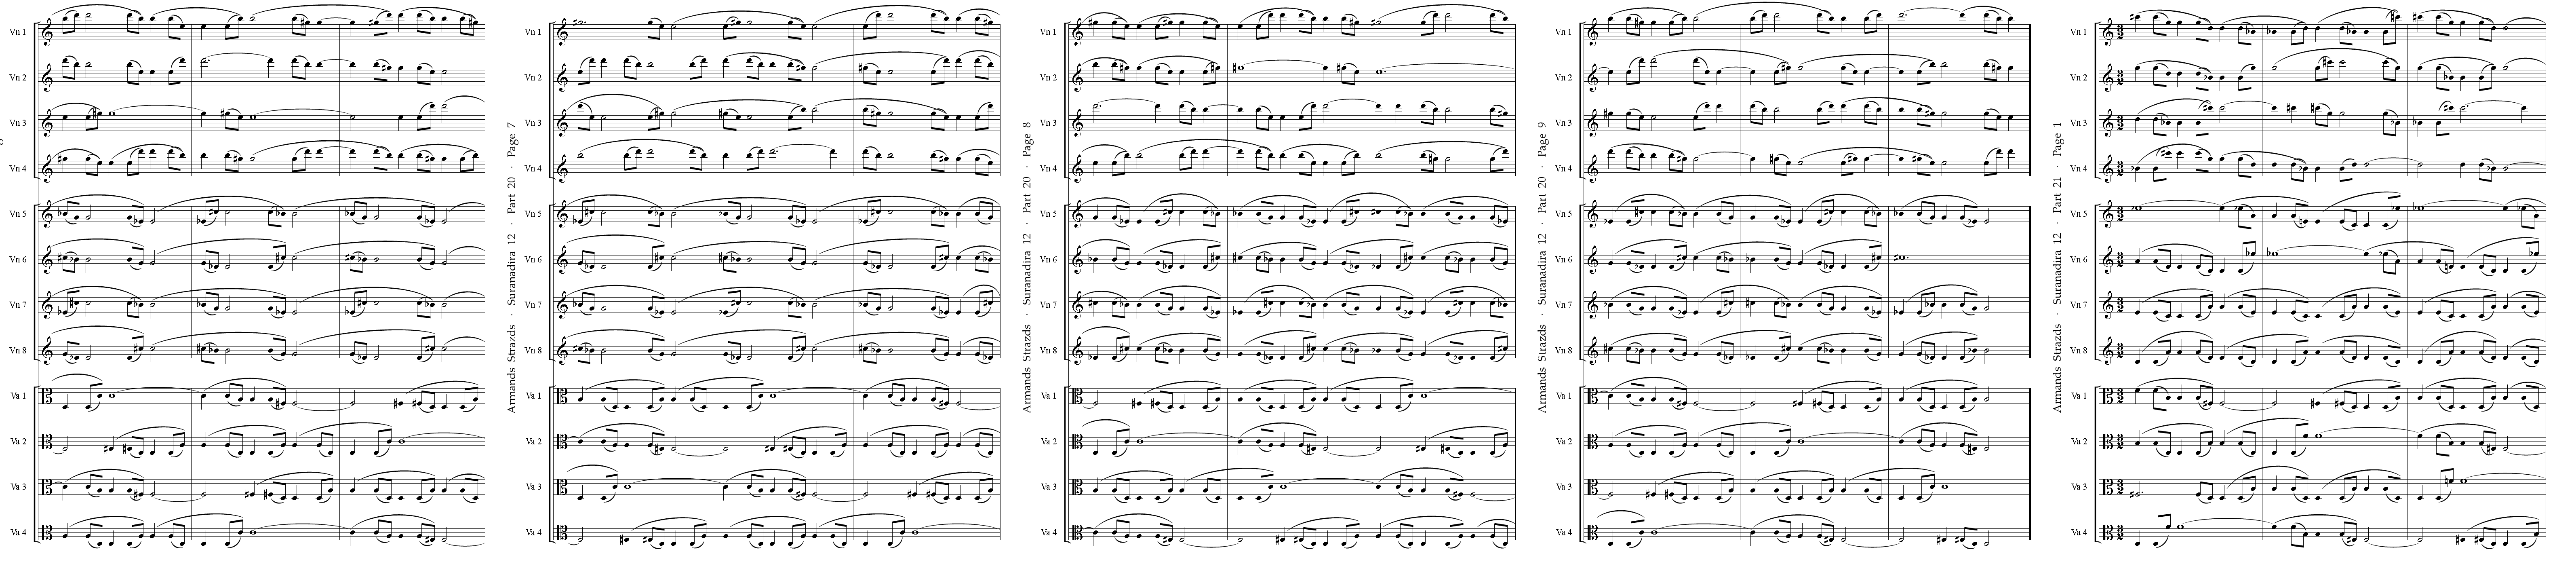 Vn 1
Vn 2
Vn 3
Vn 4
Vn 5
Vn 6
Vn 7
Vn 8
Va 1
Va 2
Va 3
Va 4
Armands Strazds · Suranadira 12 · Part 20 · Page 7
Vn 1
Vn 2
Vn 3
Vn 4
Vn 5
Vn 6
Vn 7
Vn 8
Va 1
Va 2
Va 3
Va 4
Armands Strazds · Suranadira 12 · Part 20 · Page 8
Vn 1
Vn 2
Vn 3
Vn 4
Vn 5
Vn 6
Vn 7
Vn 8
Va 1
Va 2
Va 3
Va 4
Armands Strazds · Suranadira 12 · Part 20 · Page 9
Vn 1
Vn 2
Vn 3
Vn 4
Vn 5
Vn 6
Vn 7
Vn 8
Va 1
Va 2
Va 3
Va 4
Armands Strazds · Suranadira 12 · Part 21 · Page 1
Vn 1
Vn 2
Vn 3
Vn 4
Vn 5
Vn 6
Vn 7
Vn 8
Va 1
Va 2
Va 3
Va 4